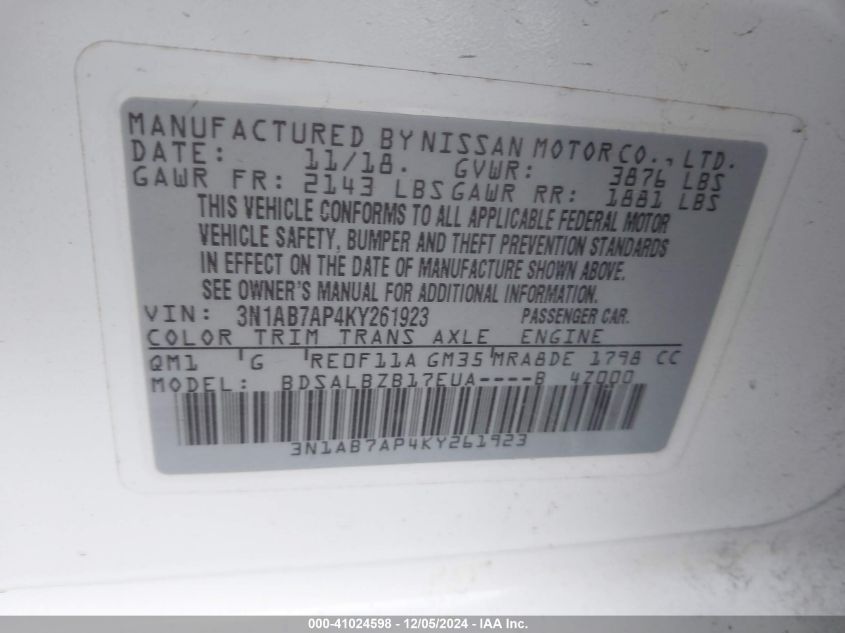 MANUFACTURED BY NISSAN MOTOR CO., LTD.
DATE: 11/18. GVWR: 3876 LBS
GAWR FR: 2143 LBS GAWR RR: 1881 LBS
THIS VEHICLE CONFORMS TO ALL APPLICABLE FEDERAL MOTOR
VEHICLE SAFETY, BUMPER AND THEFT PREVENTION STANDARDS
IN EFFECT ON THE DATE OF MANUFACTURE SHOWN ABOVE.
SEE OWNER'S MANUAL FOR ADDITIONAL INFORMATION.
VIN: 3N1AB7AP4KY261923 PASSENGER CAR.
COLOR TRIM TRANS AXLE ENGINE
QM1 'G 'RE0F11A GM35'MRA8DE 1798 CC
MODEL: BDSALBZB17EUA----B 4Z000
3N1AB7AP4KY261923
000-41024598 - 12/05/2024 - IAA Inc.